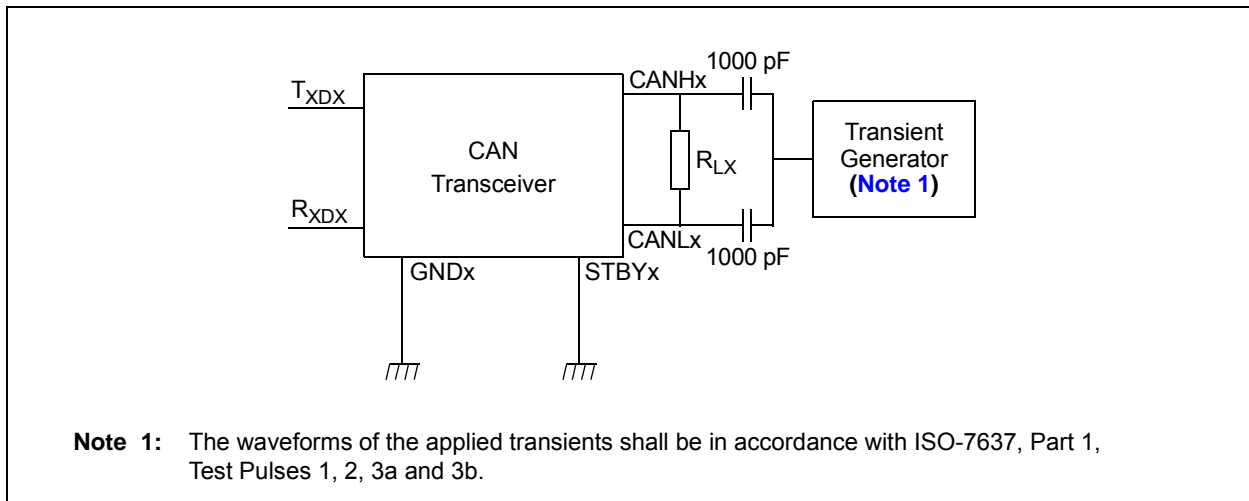 1000 pF
CANHx
TXDX
CAN
Transceiver
RLX
Transient
Generator
(Note 1)
RXDX
CANLx
1000 pF
GNDx
STBYx
Note 1: The waveforms of the applied transients shall be in accordance with ISO-7637, Part 1,
Test Pulses 1, 2, 3a and 3b.